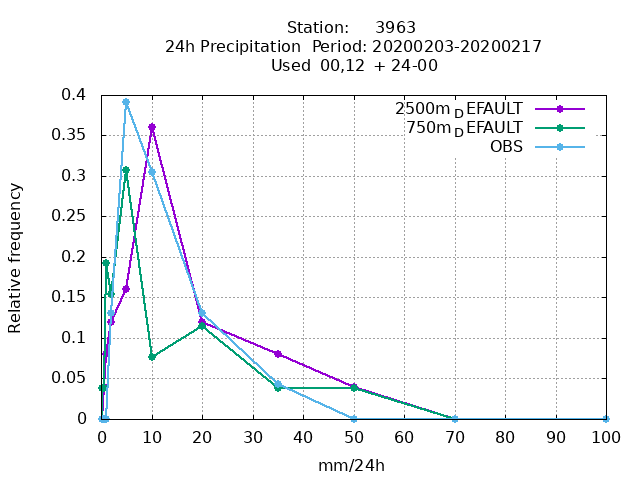 Station: 3963
24h Precipitation Period: 20200203-20200217
Used 00,12 + 24-00
0.4
0.35
0.3
0.25
0.2
0.15
0.1
0.05
0
Relative frequency
2500m_DEFAULT
750m_DEFAULT
OBS
0 10 20 30 40 50 60 70 80 90 100
mm/24h